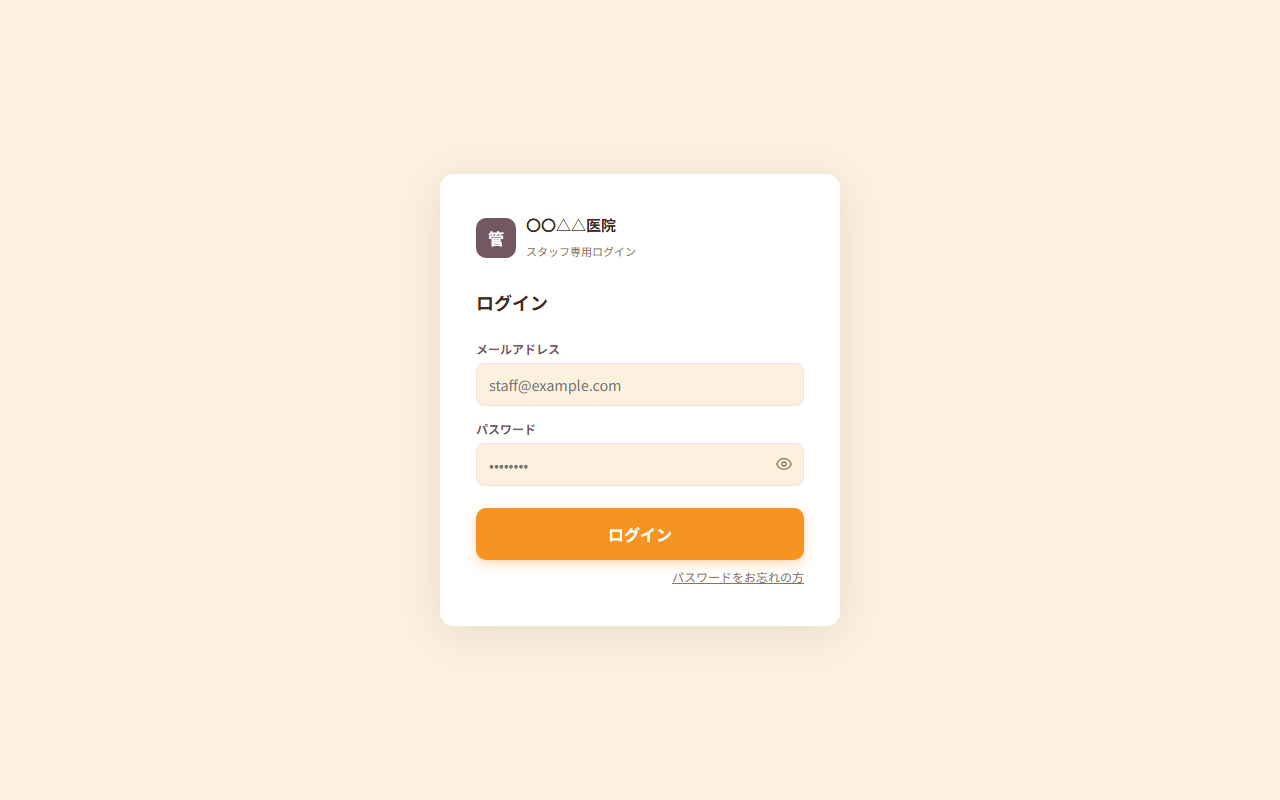 管
〇〇△△医院
スタッフ専用ログイン
ログイン
メールアドレス
staff@example.com
パスワード
••••••••
ログイン
パスワードをお忘れの方